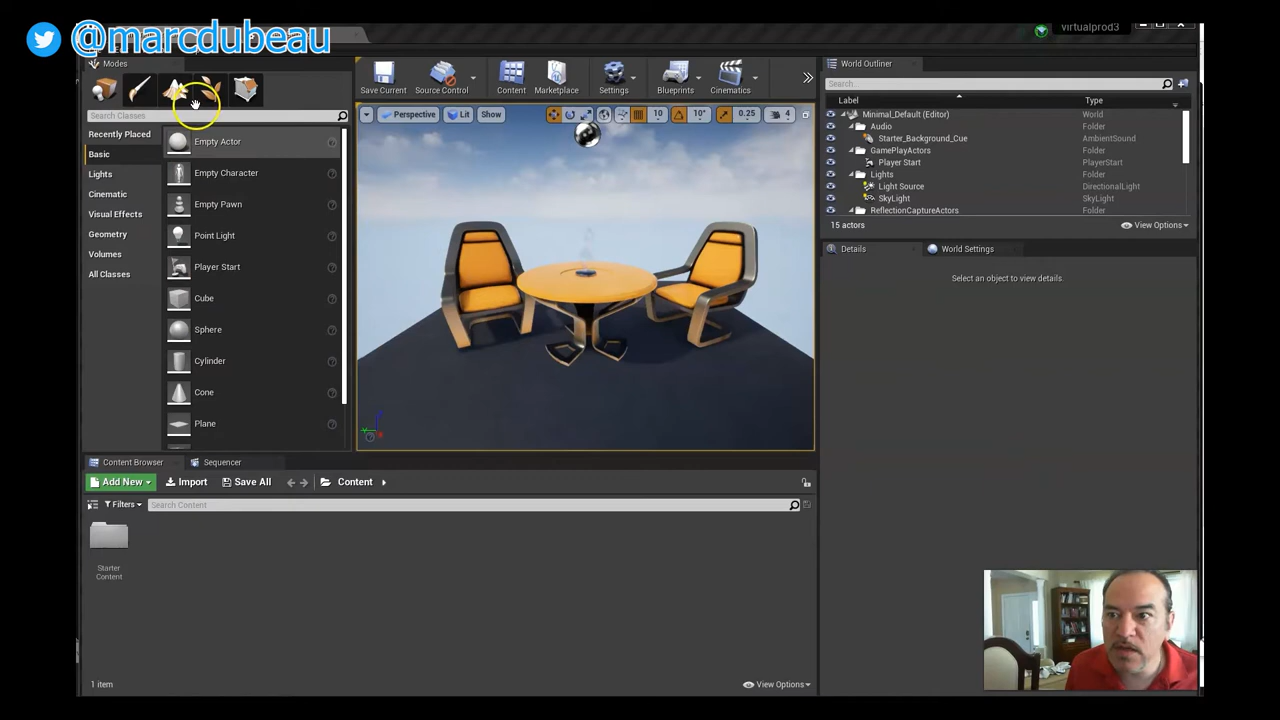 @marcdubeau
virtualprod3
Modes
Search Classes
Recently Placed
Basic
Lights
Cinematic
Visual Effects
Geometry
Volumes
All Classes
Empty Actor
Empty Character
Empty Pawn
Point Light
Player Start
Cube
Sphere
Cylinder
Cone
Plane
Save Current
Source Control
Content
Marketplace
Settings
Blueprints
Cinematics
Perspective
Lit
Show
10
10°
0.25
4
World Outliner
Search...
Label
Type
Minimal_Default (Editor)
World
Audio
Folder
Starter_Background_Cue
AmbientSound
GamePlayActors
Folder
Player Start
PlayerStart
Lights
Folder
Light Source
DirectionalLight
SkyLight
SkyLight
ReflectionCaptureActors
Folder
15 actors
View Options
Details
World Settings
Select an object to view details.
Content Browser
Sequencer
Add New
Import
Save All
Content
Filters
Search Content
Starter
Content
1 item
View Options